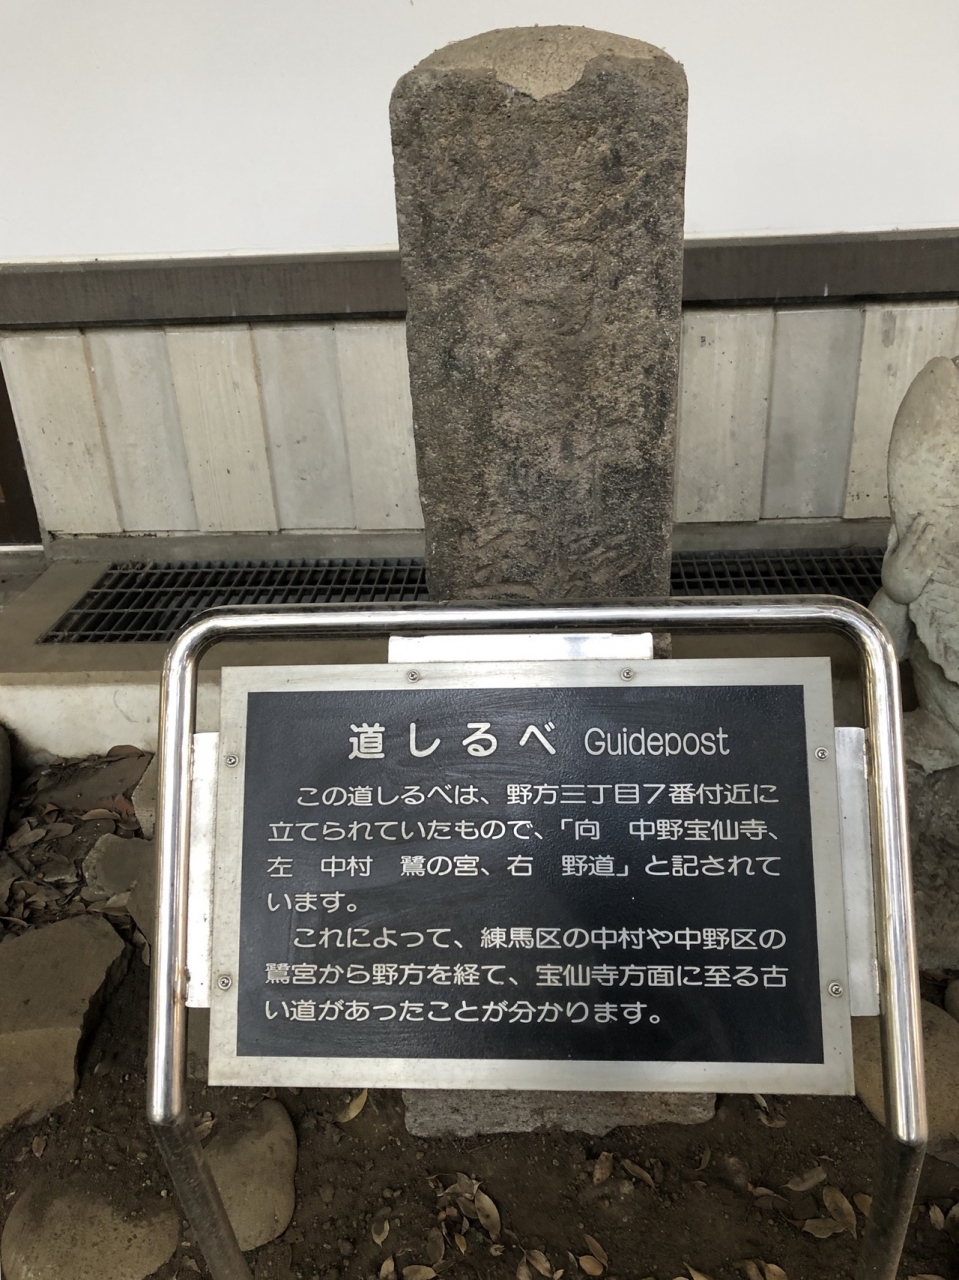 道しるべ Guidepost
この道しるべは、野方三丁目7番付近に
立てられていたもので、「向　中野宝仙寺、
左　中村　鷺の宮、右　野道」と記されて
います。
これによって、練馬区の中村や中野区の
鷺宮から野方を経て、宝仙寺方面に至る古
い道があったことが分かります。